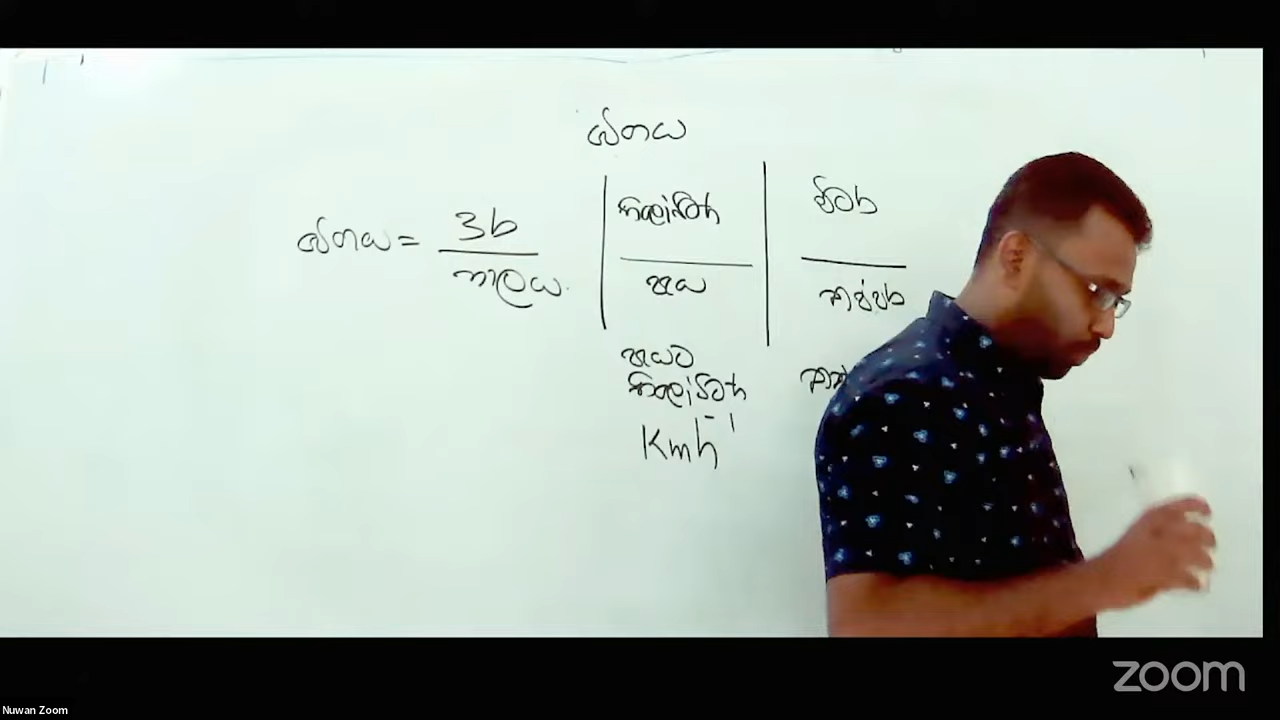 වේගය
වේගය = දුර / කාලය
කිලෝමීටර / පැය
මීටර / තත්පර
පැයට
කිලෝමීටර
Kmh⁻¹
zoom
Nuwan Zoom